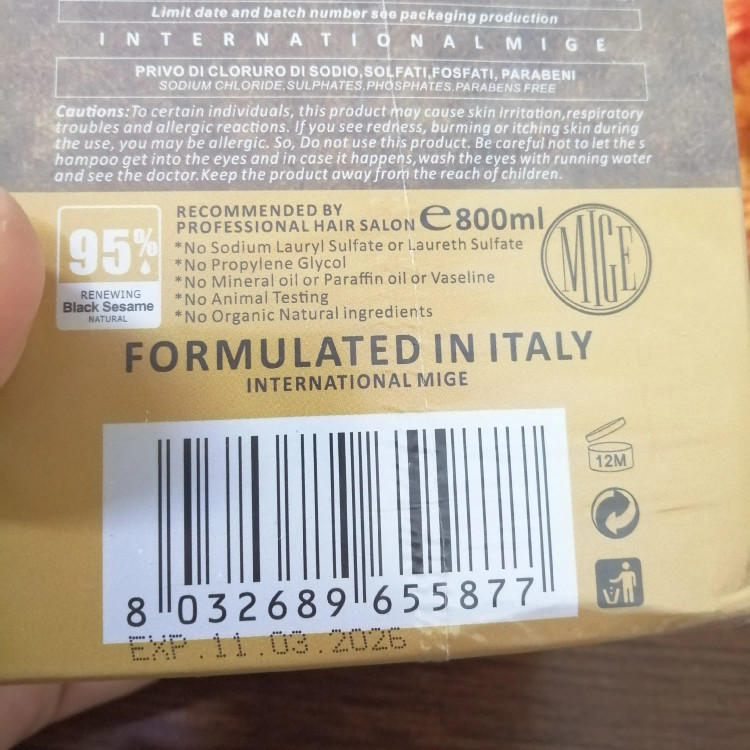 Limit date and batch number see packaging production
INTERNATIONALMIGE
PRIVO DI CLORURO DI SODIO,SOLFATI,FOSFATI, PARABENI
SODIUM CHLORIDE,SULPHATES,PHOSPHATES,PARABENS FREE
Cautions:To certain individuals, this product may cause skin irritation,respiratory
troubles and allergic reactions. If you see redness, burming or itching skin during
the use, you may be allergic. So, Do not use this product. Be careful not to let the s
hampoo get into the eyes and in case it happens,wash the eyes with running water
and see the doctor.Keep the product away from the reach of children.
95%
RENEWING
Black Sesame
NATURAL
RECOMMENDED BY
PROFESSIONAL HAIR SALON e 800ml
*No Sodium Lauryl Sulfate or Laureth Sulfate
*No Propylene Glycol
*No Mineral oil or Paraffin oil or Vaseline
*No Animal Testing
*No Organic Natural ingredients
MIGE
FORMULATED IN ITALY
INTERNATIONAL MIGE
12M
8 032689 655877
EXP.11.03.2026